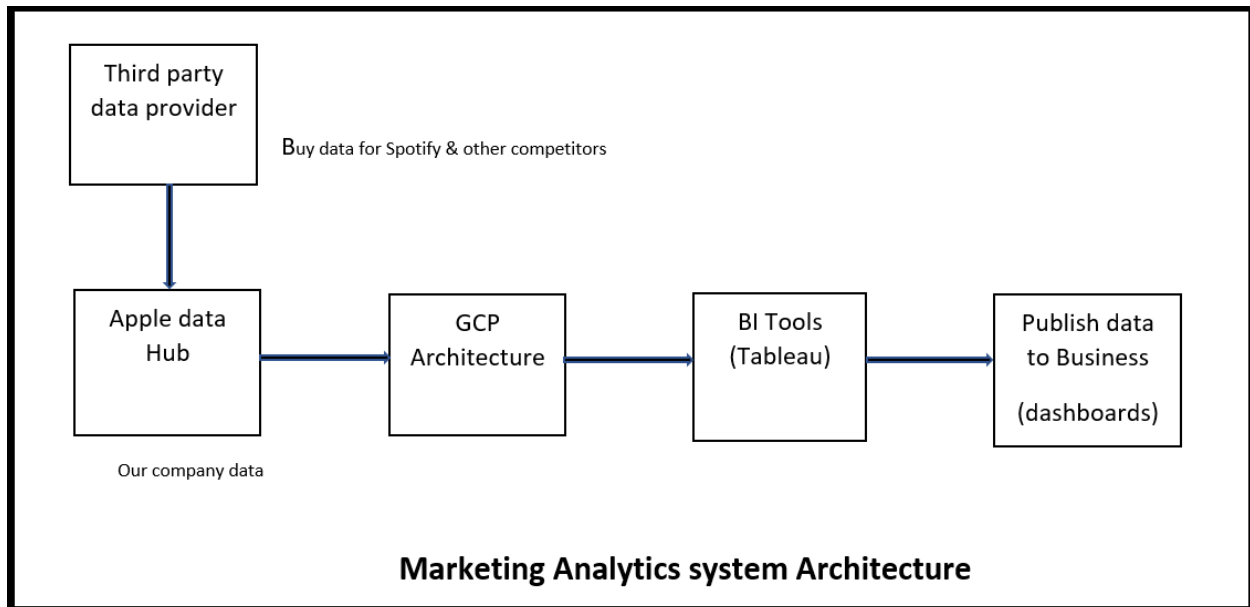 Third party
data provider
Buy data for Spotify & other competitors
Apple data
Hub
GCP
Architecture
BI Tools
(Tableau)
Publish data
to Business
(dashboards)
Our company data
Marketing Analytics system Architecture